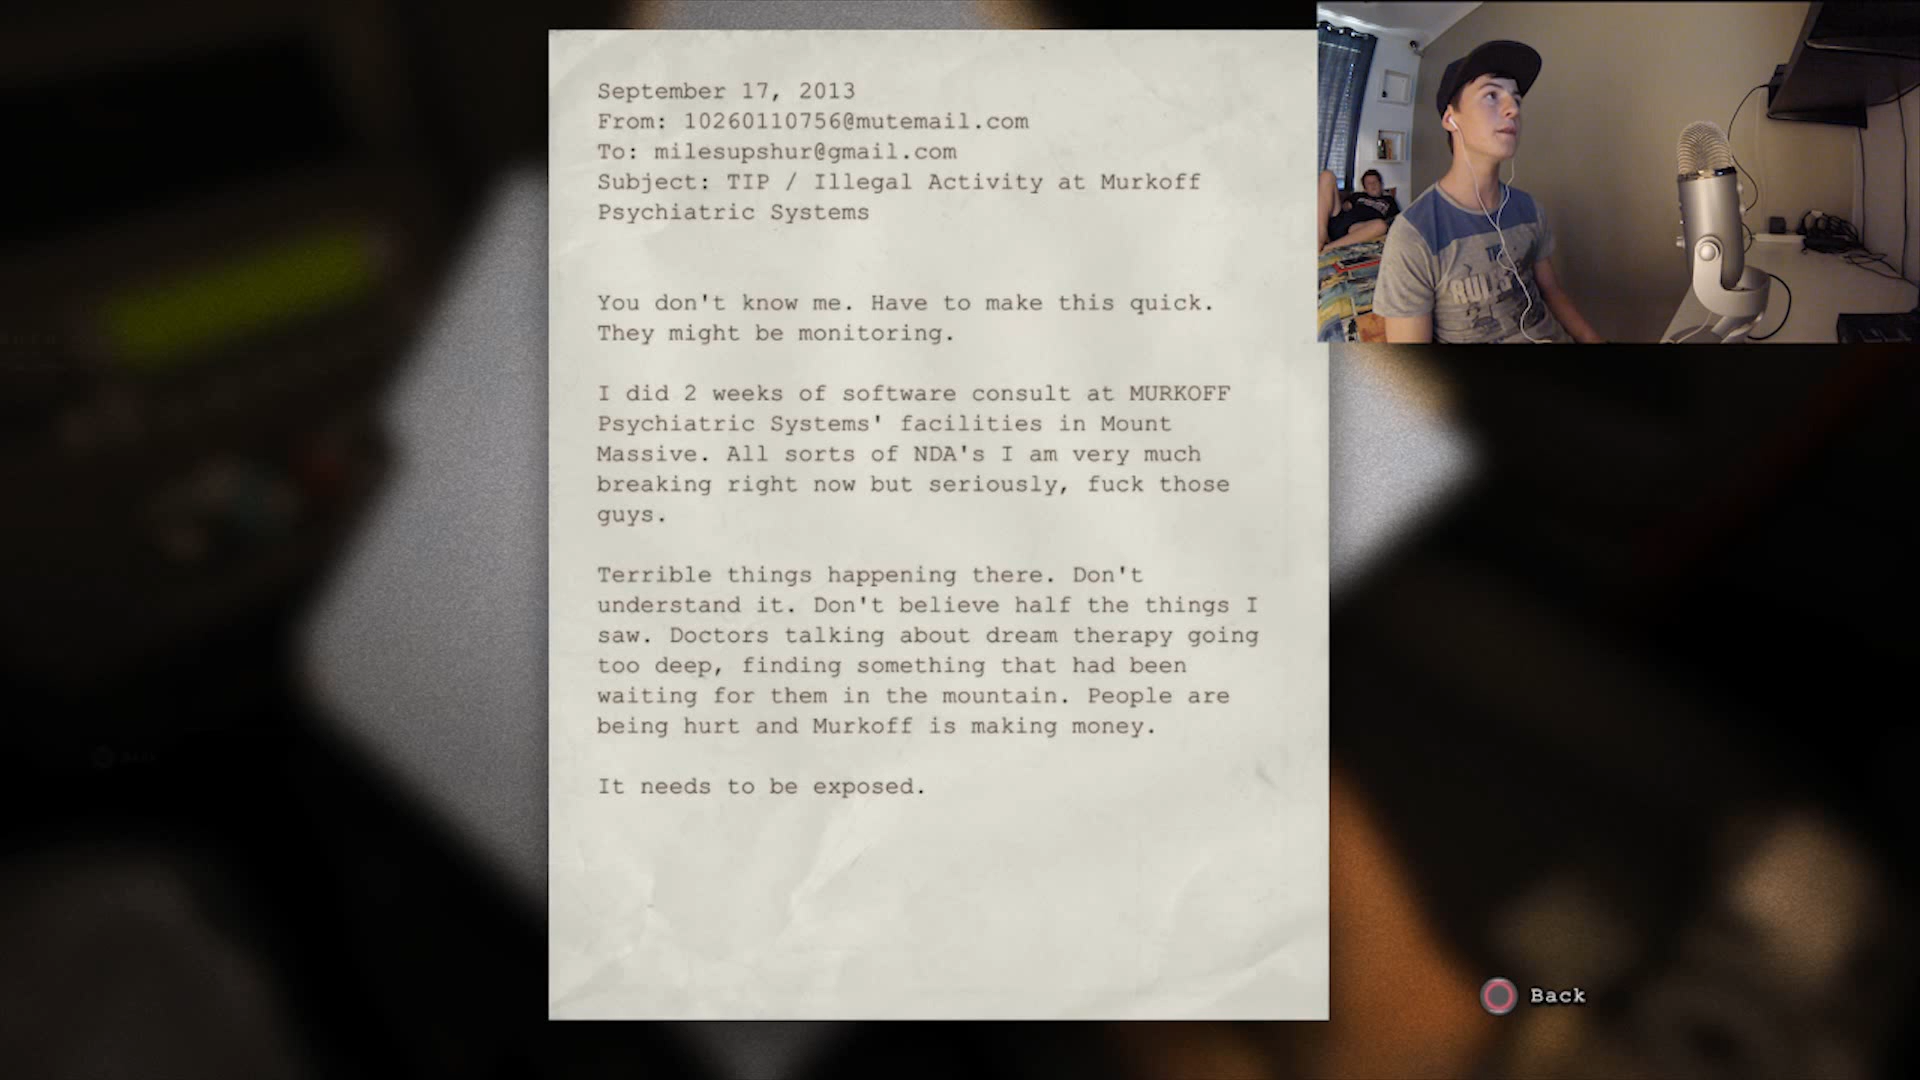 September 17, 2013
From: 10260110756@mutemail.com
To: milesupshur@gmail.com
Subject: TIP / Illegal Activity at Murkoff
Psychiatric Systems
You don't know me. Have to make this quick.
They might be monitoring.
I did 2 weeks of software consult at MURKOFF
Psychiatric Systems' facilities in Mount
Massive. All sorts of NDA's I am very much
breaking right now but seriously, fuck those
guys.
Terrible things happening there. Don't
understand it. Don't believe half the things I
saw. Doctors talking about dream therapy going
too deep, finding something that had been
waiting for them in the mountain. People are
being hurt and Murkoff is making money.
It needs to be exposed.
Back